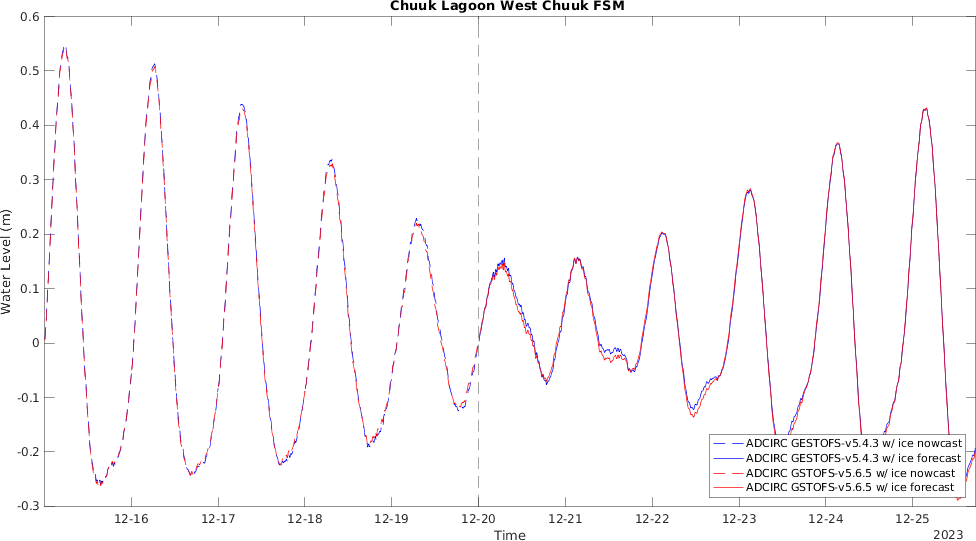 Chuuk Lagoon West Chuuk FSM
0.6
0.5
0.4
0.3
0.2
0.1
0
-0.1
-0.2
-0.3
Water Level (m)
ADCIRC GESTOFS-v5.4.3 w/ ice nowcast
ADCIRC GESTOFS-v5.4.3 w/ ice forecast
ADCIRC GSTOFS-v5.6.5 w/ ice nowcast
ADCIRC GSTOFS-v5.6.5 w/ ice forecast
12-16 12-17 12-18 12-19 12-20 12-21 12-22 12-23 12-24 12-25
Time
2023